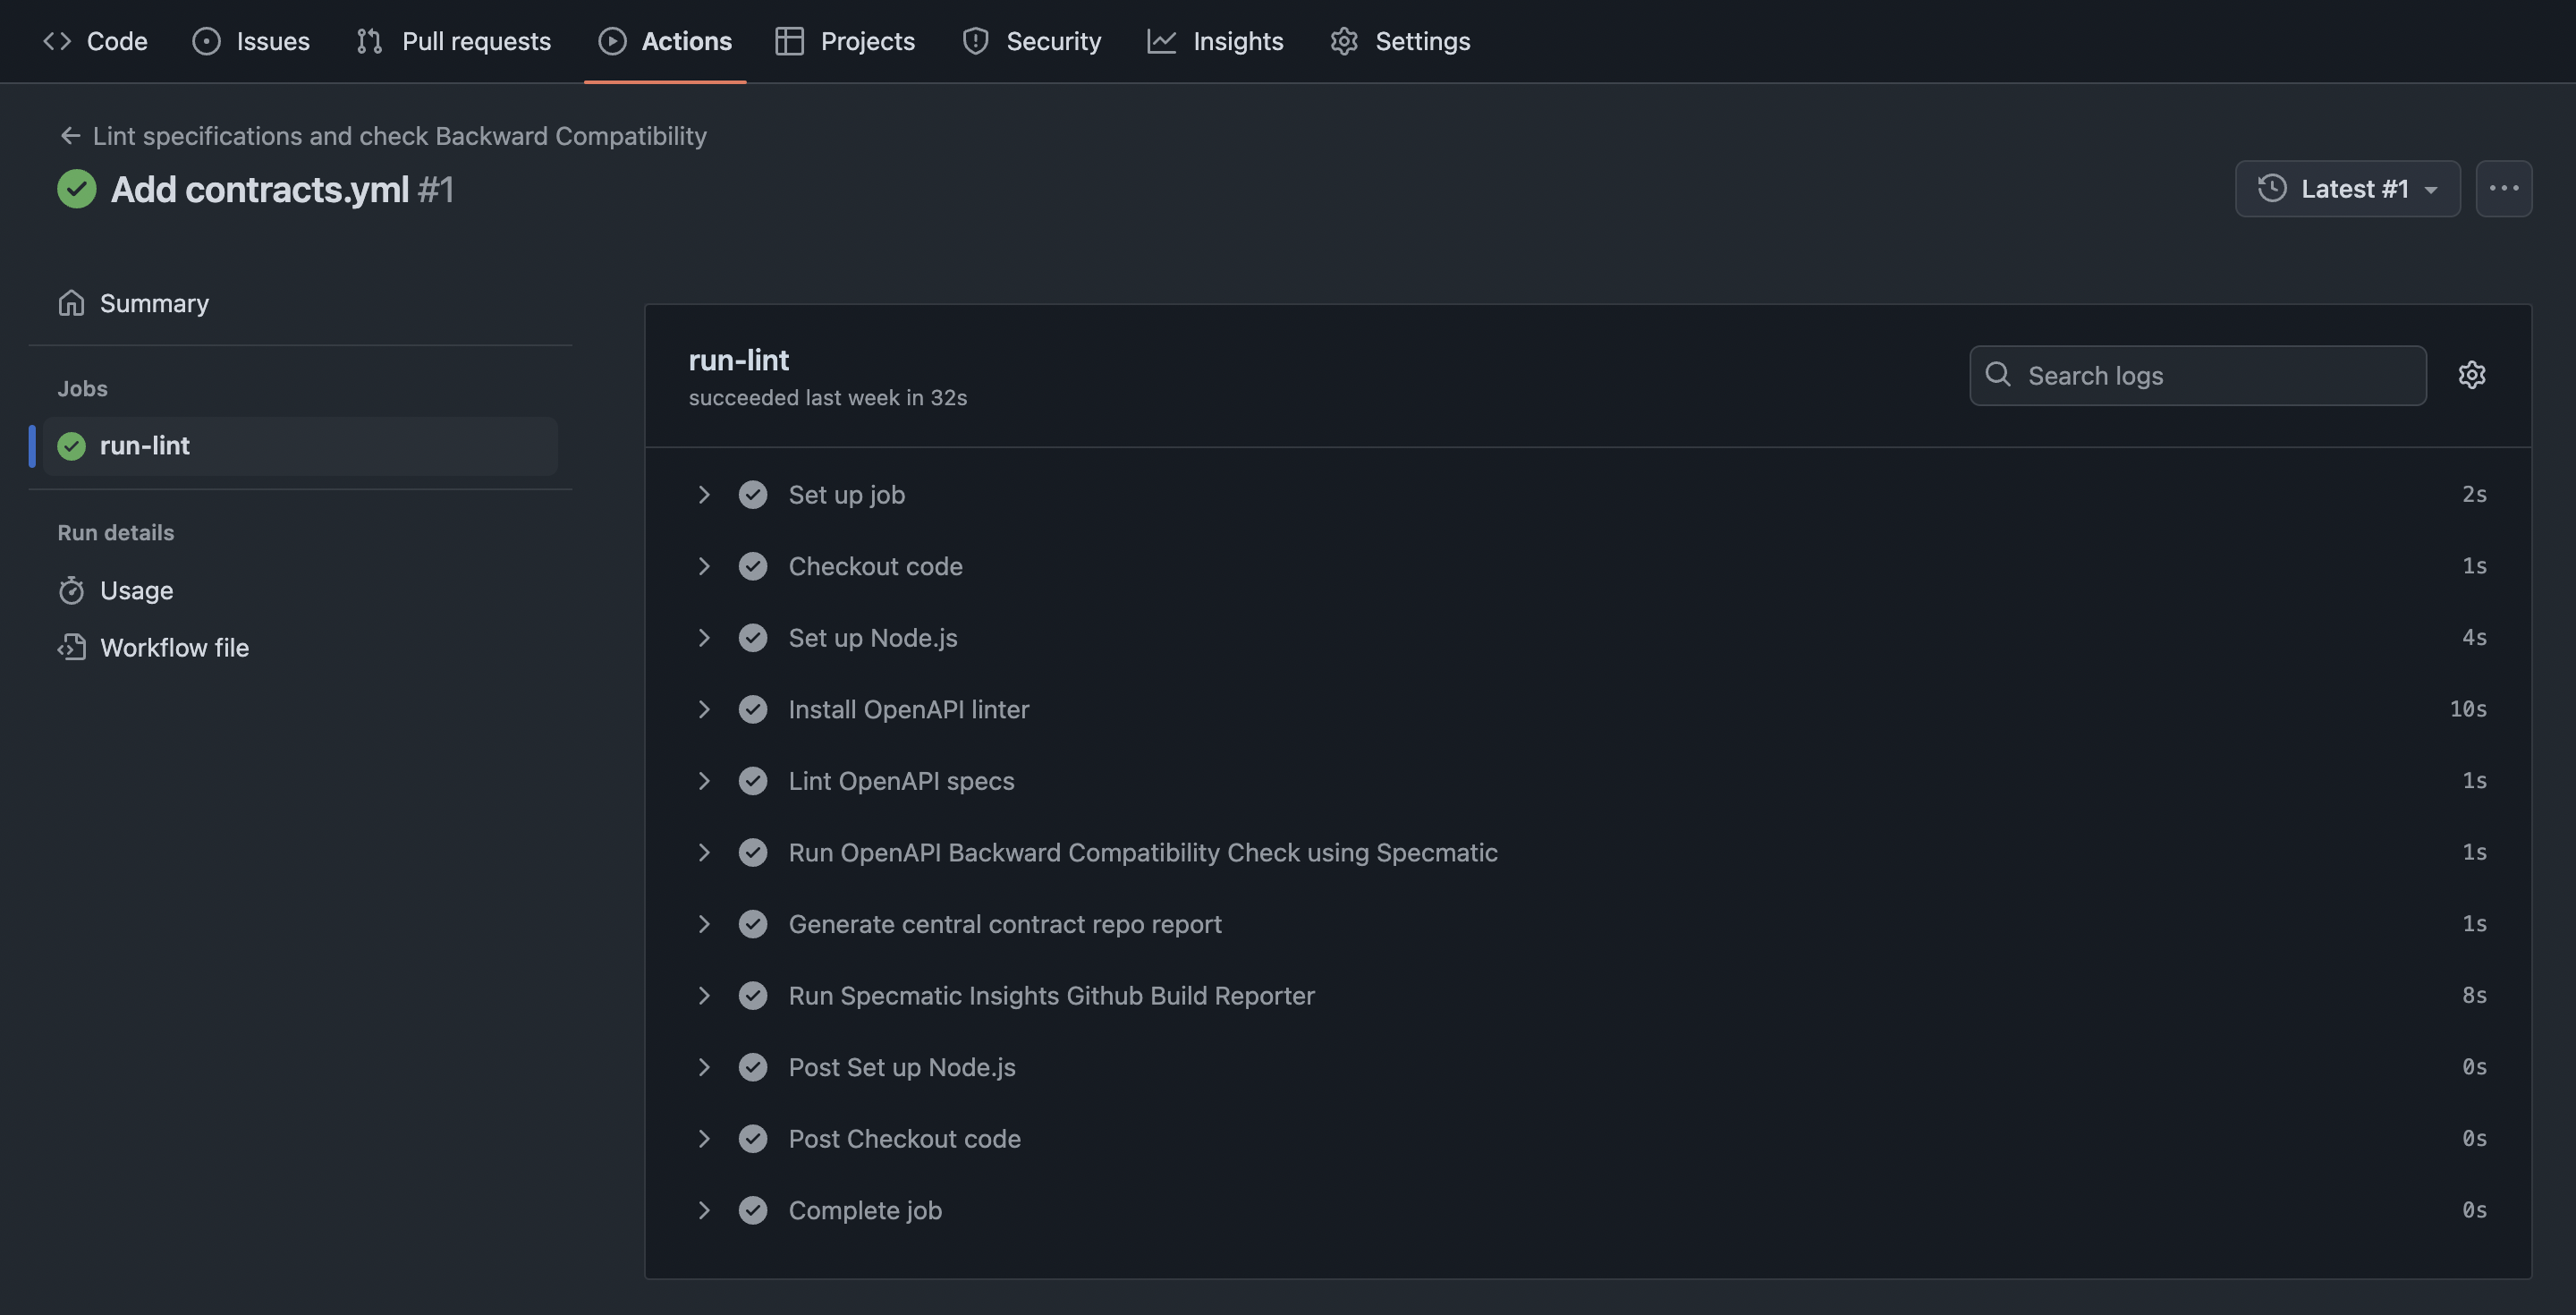 Code Issues Pull requests Actions Projects Security Insights Settings
Lint specifications and check Backward Compatibility
Add contracts.yml #1
Latest #1
Summary
Jobs
run-lint
Run details
Usage
Workflow file
run-lint
succeeded last week in 32s
Search logs
Set up job 2s
Checkout code 1s
Set up Node.js 4s
Install OpenAPI linter 10s
Lint OpenAPI specs 1s
Run OpenAPI Backward Compatibility Check using Specmatic 1s
Generate central contract repo report 1s
Run Specmatic Insights Github Build Reporter 8s
Post Set up Node.js 0s
Post Checkout code 0s
Complete job 0s